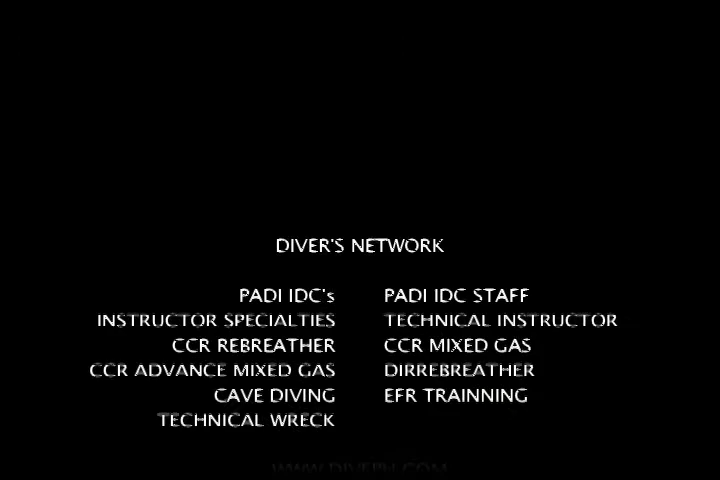 DIVER'S NETWORK
PADI IDC's PADI IDC STAFF
INSTRUCTOR SPECIALTIES TECHNICAL INSTRUCTOR
CCR REBREATHER CCR MIXED GAS
CCR ADVANCE MIXED GAS DIRREBREATHER
CAVE DIVING EFR TRAINNING
TECHNICAL WRECK